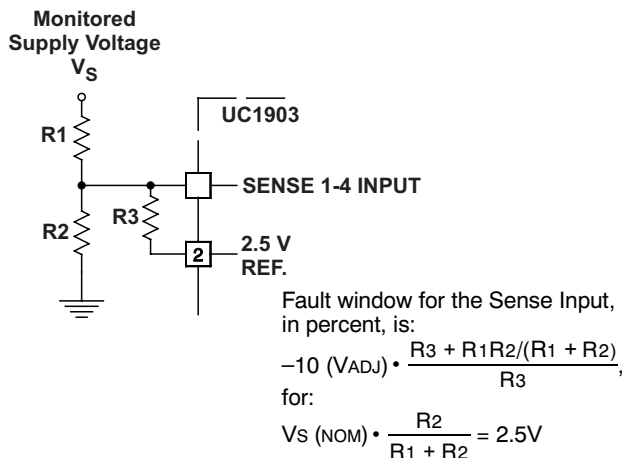 Monitored
Supply Voltage
VS
UC1903
R1
SENSE 1-4 INPUT
R3
R2
2
2.5 V
REF.
Fault window for the Sense Input,
in percent, is:
–10 (VADJ) • R3 + R1R2/(R1 + R2)
R3
,
for:
VS (NOM) • R2
R1 + R2
= 2.5V